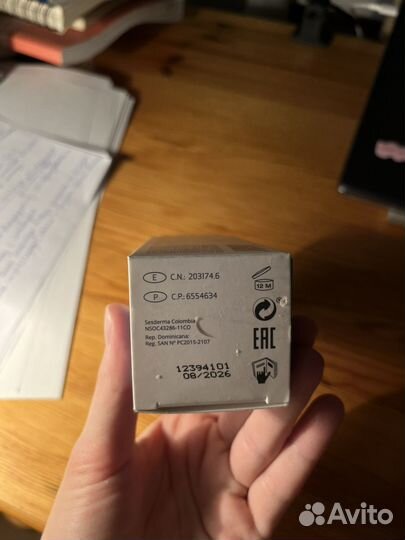 E C.N.: 203174.6
P C.P.: 6554634
Sesderma Colombia
NSOC43286-11CO
Rep. Dominicana:
Reg. SAN Nº PC2015-2107
12394101
08/2026
12 M
EAC
Avito